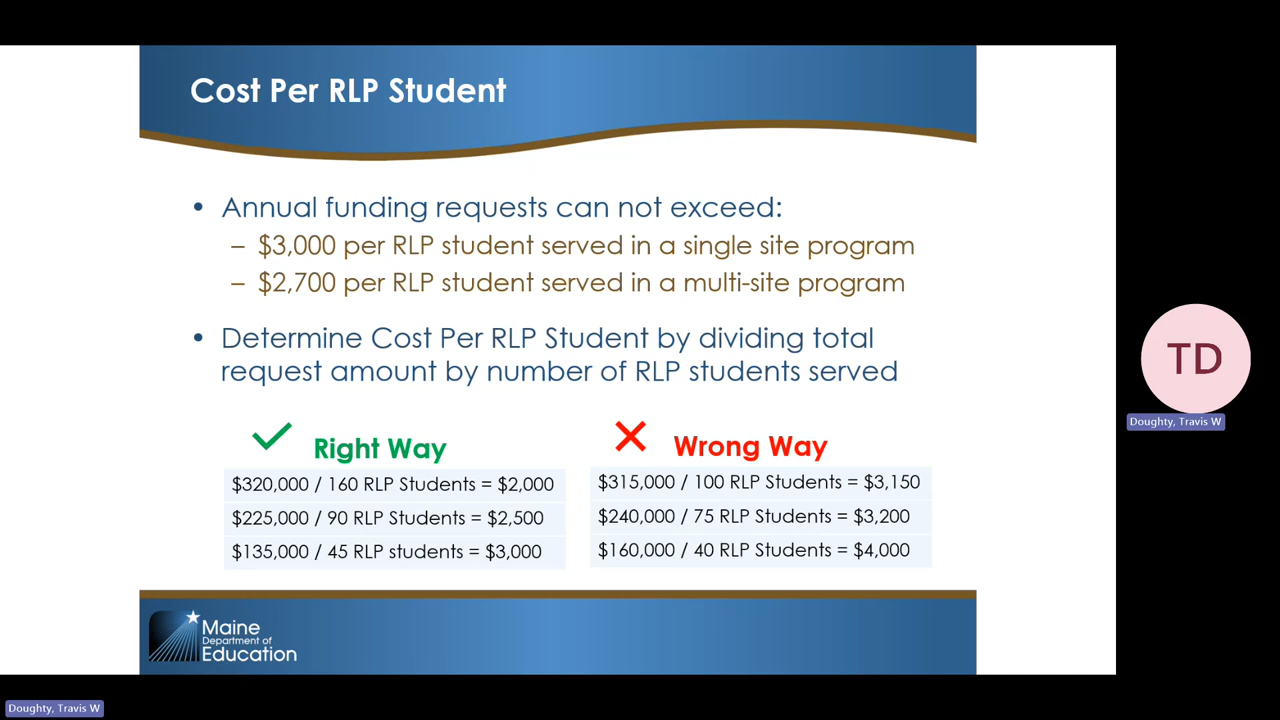 Cost Per RLP Student
• Annual funding requests can not exceed:
– $3,000 per RLP student served in a single site program
– $2,700 per RLP student served in a multi-site program
• Determine Cost Per RLP Student by dividing total
request amount by number of RLP students served
Right Way
$320,000 / 160 RLP Students = $2,000
$225,000 / 90 RLP Students = $2,500
$135,000 / 45 RLP students = $3,000
Wrong Way
$315,000 / 100 RLP Students = $3,150
$240,000 / 75 RLP Students = $3,200
$160,000 / 40 RLP Students = $4,000
Maine
Department of
Education
TD
Doughty, Travis W
Doughty, Travis W